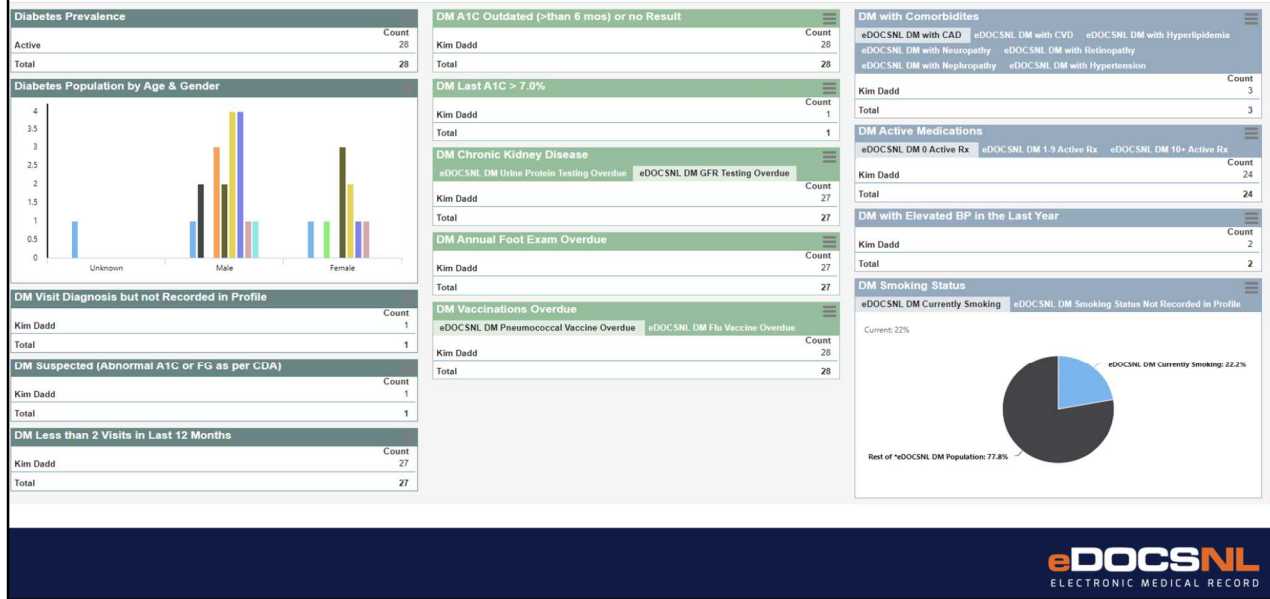 Diabetes Prevalence
Count
Active 28
Total 28
Diabetes Population by Age & Gender
4
3.5
3
2.5
2
1.5
1
0.5
0
Unknown Male Female
DM Visit Diagnosis but not Recorded in Profile
Count
Kim Dadd 1
Total 1
DM Suspected (Abnormal A1C or FG as per CDA)
Count
Kim Dadd 1
Total 1
DM Less than 2 Visits in Last 12 Months
Count
Kim Dadd 27
Total 27
DM A1C Outdated (>than 6 mos) or no Result
Count
Kim Dadd 28
Total 28
DM Last A1C > 7.0%
Count
Kim Dadd 1
Total 1
DM Chronic Kidney Disease
eDOCSNL DM Urine Protein Testing Overdue eDOCSNL DM GFR Testing Overdue
Count
Kim Dadd 27
Total 27
DM Annual Foot Exam Overdue
Count
Kim Dadd 27
Total 27
DM Vaccinations Overdue
eDOCSNL DM Pneumococcal Vaccine Overdue eDOCSNL DM Flu Vaccine Overdue
Count
Kim Dadd 28
Total 28
DM with Comorbidites
eDOCSNL DM with CAD eDOCSNL DM with CVD eDOCSNL DM with Hyperlipidemia
eDOCSNL DM with Neuropathy eDOCSNL DM with Retinopathy
eDOCSNL DM with Nephropathy eDOCSNL DM with Hypertension
Count
Kim Dadd 3
Total 3
DM Active Medications
eDOCSNL DM 0 Active Rx eDOCSNL DM 1-9 Active Rx eDOCSNL DM 10+ Active Rx
Count
Kim Dadd 24
Total 24
DM with Elevated BP in the Last Year
Count
Kim Dadd 2
Total 2
DM Smoking Status
eDOCSNL DM Currently Smoking eDOCSNL DM Smoking Status Not Recorded in Profile
Current: 22%
eDOCSNL DM Currently Smoking: 22.2%
Rest of *eDOCSNL DM Population: 77.8%
eDOCSNL
ELECTRONIC MEDICAL RECORD